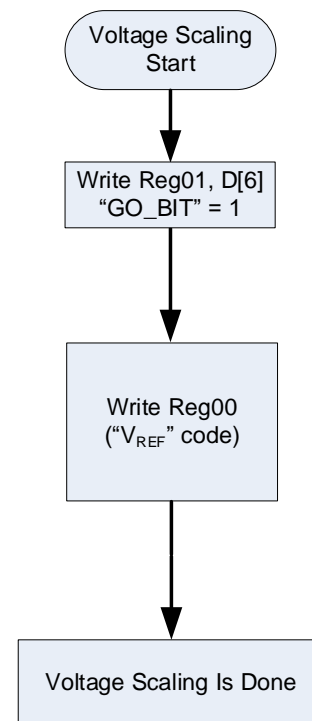 Voltage Scaling
Start
Write Reg01, D[6]
“GO_BIT” = 1
Write Reg00
(“VREF” code)
Voltage Scaling Is Done